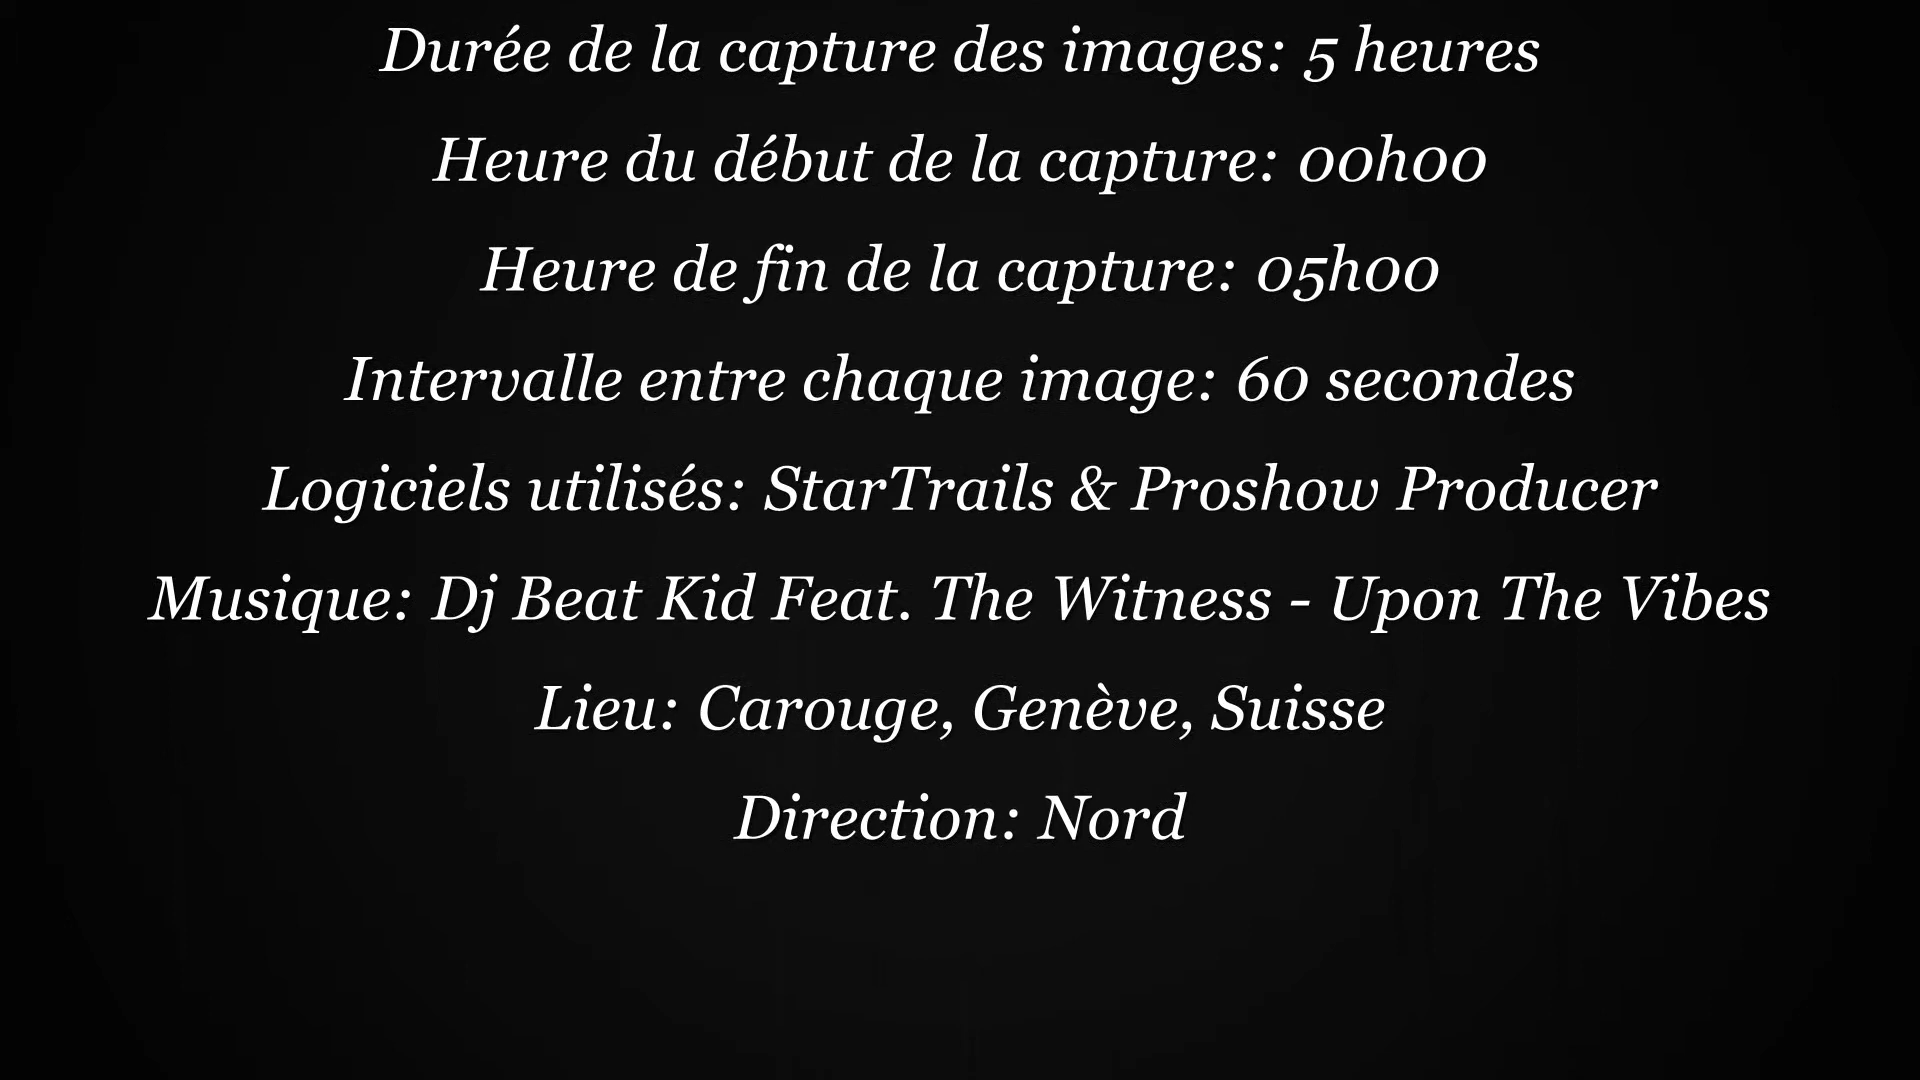 Durée de la capture des images: 5 heures
Heure du début de la capture: 00h00
Heure de fin de la capture: 05h00
Intervalle entre chaque image: 60 secondes
Logiciels utilisés: StarTrails & Proshow Producer
Musique: Dj Beat Kid Feat. The Witness - Upon The Vibes
Lieu: Carouge, Genève, Suisse
Direction: Nord